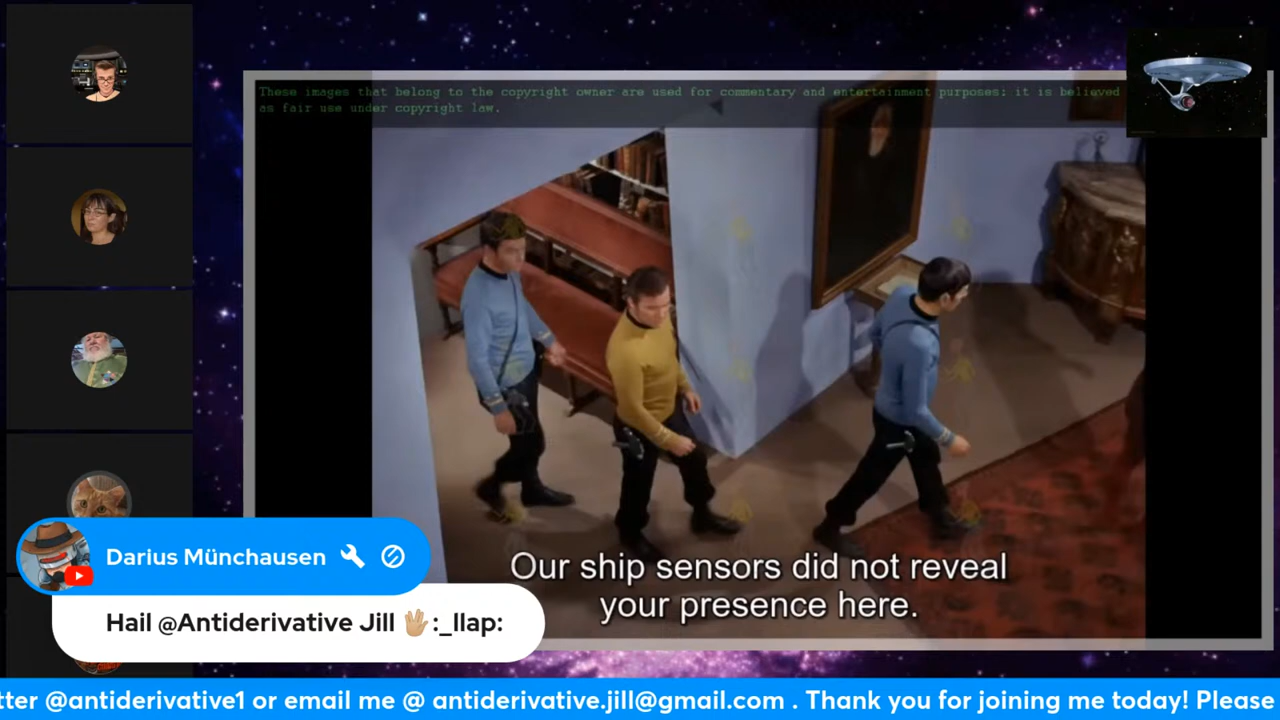 These images that belong to the copyright owner are used for commentary and entertainment purposes; it is believed
as fair use under copyright law.
Our ship sensors did not reveal
your presence here.
Darius Münchausen
Hail @Antiderivative Jill 🖖🏼:_llap:
tter @antiderivative1 or email me @ antiderivative.jill@gmail.com . Thank you for joining me today! Please